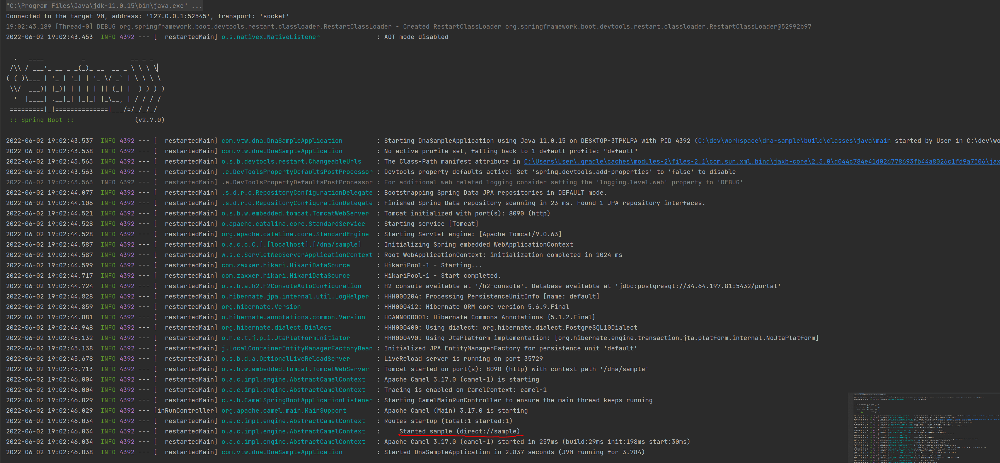 "C:\Program Files\Java\jdk-11.0.15\bin\java.exe" ...
Connected to the target VM, address: '127.0.0.1:52545', transport: 'socket'
19:02:43.189 [Thread-0] DEBUG org.springframework.boot.devtools.restart.classloader.RestartClassLoader - Created RestartClassLoader org.springframework.boot.devtools.restart.classloader.RestartClassLoader@52992b97
2022-06-02 19:02:43.453  INFO 4392 --- [  restartedMain] o.s.nativex.NativeListener               : AOT mode disabled
  .   ____          _            __ _ _
 /\\ / ___'_ __ _ _(_)_ __  __ _ \ \ \ \
( ( )\___ | '_ | '_| | '_ \/ _` | \ \ \ \
 \\/  ___)| |_)| | | | | || (_| |  ) ) ) )
  '  |____| .__|_| |_|_| |_\__, | / / / /
 =========|_|==============|___/=/_/_/_/
 :: Spring Boot ::                (v2.7.0)
2022-06-02 19:02:43.537  INFO 4392 --- [  restartedMain] com.vtw.dna.DnaSampleApplication         : Starting DnaSampleApplication using Java 11.0.15 on DESKTOP-3TPKLPA with PID 4392 (C:\dev\workspace\dna-sample\build\classes\java\main started by User in C:\dev\wo
2022-06-02 19:02:43.538  INFO 4392 --- [  restartedMain] com.vtw.dna.DnaSampleApplication         : No active profile set, falling back to 1 default profile: "default"
2022-06-02 19:02:43.563  INFO 4392 --- [  restartedMain] o.s.b.devtools.restart.ChangeableUrls    : The Class-Path manifest attribute in C:\Users\User\.gradle\caches\modules-2\files-2.1\com.sun.xml.bind\jaxb-core\2.3.0\d044c784e41d026778693fb44a8026c1fd9a7506\jax
2022-06-02 19:02:43.563  INFO 4392 --- [  restartedMain] .e.DevToolsPropertyDefaultsPostProcessor : Devtools property defaults active! Set 'spring.devtools.add-properties' to 'false' to disable
2022-06-02 19:02:43.563  INFO 4392 --- [  restartedMain] .e.DevToolsPropertyDefaultsPostProcessor : For additional web related logging consider setting the 'logging.level.web' property to 'DEBUG'
2022-06-02 19:02:44.077  INFO 4392 --- [  restartedMain] .s.d.r.c.RepositoryConfigurationDelegate : Bootstrapping Spring Data JPA repositories in DEFAULT mode.
2022-06-02 19:02:44.106  INFO 4392 --- [  restartedMain] .s.d.r.c.RepositoryConfigurationDelegate : Finished Spring Data repository scanning in 23 ms. Found 1 JPA repository interfaces.
2022-06-02 19:02:44.521  INFO 4392 --- [  restartedMain] o.s.b.w.embedded.tomcat.TomcatWebServer  : Tomcat initialized with port(s): 8090 (http)
2022-06-02 19:02:44.528  INFO 4392 --- [  restartedMain] o.apache.catalina.core.StandardService   : Starting service [Tomcat]
2022-06-02 19:02:44.528  INFO 4392 --- [  restartedMain] org.apache.catalina.core.StandardEngine  : Starting Servlet engine: [Apache Tomcat/9.0.63]
2022-06-02 19:02:44.587  INFO 4392 --- [  restartedMain] o.a.c.c.C.[.[localhost].[/dna/sample]    : Initializing Spring embedded WebApplicationContext
2022-06-02 19:02:44.587  INFO 4392 --- [  restartedMain] w.s.c.ServletWebServerApplicationContext : Root WebApplicationContext: initialization completed in 1024 ms
2022-06-02 19:02:44.599  INFO 4392 --- [  restartedMain] com.zaxxer.hikari.HikariDataSource       : HikariPool-1 - Starting...
2022-06-02 19:02:44.717  INFO 4392 --- [  restartedMain] com.zaxxer.hikari.HikariDataSource       : HikariPool-1 - Start completed.
2022-06-02 19:02:44.724  INFO 4392 --- [  restartedMain] o.s.b.a.h2.H2ConsoleAutoConfiguration    : H2 console available at '/h2-console'. Database available at 'jdbc:postgresql://34.64.197.81:5432/portal'
2022-06-02 19:02:44.828  INFO 4392 --- [  restartedMain] o.hibernate.jpa.internal.util.LogHelper  : HHH000204: Processing PersistenceUnitInfo [name: default]
2022-06-02 19:02:44.859  INFO 4392 --- [  restartedMain] org.hibernate.Version                    : HHH000412: Hibernate ORM core version 5.6.9.Final
2022-06-02 19:02:44.881  INFO 4392 --- [  restartedMain] o.hibernate.annotations.common.Version   : HCANN000001: Hibernate Commons Annotations {5.1.2.Final}
2022-06-02 19:02:44.948  INFO 4392 --- [  restartedMain] org.hibernate.dialect.Dialect            : HHH000400: Using dialect: org.hibernate.dialect.PostgreSQL10Dialect
2022-06-02 19:02:45.132  INFO 4392 --- [  restartedMain] o.h.e.t.j.p.i.JtaPlatformInitiator       : HHH000490: Using JtaPlatform implementation: [org.hibernate.engine.transaction.jta.platform.internal.NoJtaPlatform]
2022-06-02 19:02:45.138  INFO 4392 --- [  restartedMain] j.LocalContainerEntityManagerFactoryBean : Initialized JPA EntityManagerFactory for persistence unit 'default'
2022-06-02 19:02:45.678  INFO 4392 --- [  restartedMain] o.s.b.d.a.OptionalLiveReloadServer       : LiveReload server is running on port 35729
2022-06-02 19:02:45.713  INFO 4392 --- [  restartedMain] o.s.b.w.embedded.tomcat.TomcatWebServer  : Tomcat started on port(s): 8090 (http) with context path '/dna/sample'
2022-06-02 19:02:46.004  INFO 4392 --- [  restartedMain] o.a.c.impl.engine.AbstractCamelContext   : Apache Camel 3.17.0 (camel-1) is starting
2022-06-02 19:02:46.004  INFO 4392 --- [  restartedMain] o.a.c.impl.engine.AbstractCamelContext   : Tracing is enabled on CamelContext: camel-1
2022-06-02 19:02:46.029  INFO 4392 --- [  restartedMain] c.s.b.CamelSpringBootApplicationListener : Starting CamelMainRunController to ensure the main thread keeps running
2022-06-02 19:02:46.029  INFO 4392 --- [inRunController] org.apache.camel.main.MainSupport        : Apache Camel (Main) 3.17.0 is starting
2022-06-02 19:02:46.034  INFO 4392 --- [  restartedMain] o.a.c.impl.engine.AbstractCamelContext   : Routes startup (total:1 started:1)
2022-06-02 19:02:46.034  INFO 4392 --- [  restartedMain] o.a.c.impl.engine.AbstractCamelContext   :     Started sample (direct://sample)
2022-06-02 19:02:46.034  INFO 4392 --- [  restartedMain] o.a.c.impl.engine.AbstractCamelContext   : Apache Camel 3.17.0 (camel-1) started in 257ms (build:29ms init:198ms start:30ms)
2022-06-02 19:02:46.038  INFO 4392 --- [  restartedMain] com.vtw.dna.DnaSampleApplication         : Started DnaSampleApplication in 2.837 seconds (JVM running for 3.784)